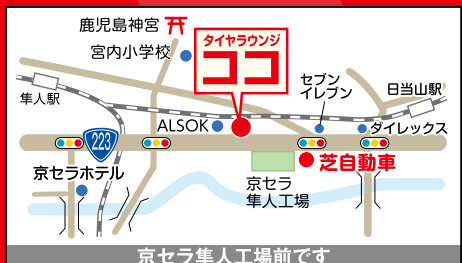 鹿児島神宮
宮内小学校
タイヤラウンジ
ココ
セブン
イレブン
日当山駅
隼人駅
ALSOK
ダイレックス
223
京セラホテル
京セラ
隼人工場
芝自動車
京セラ隼人工場前です